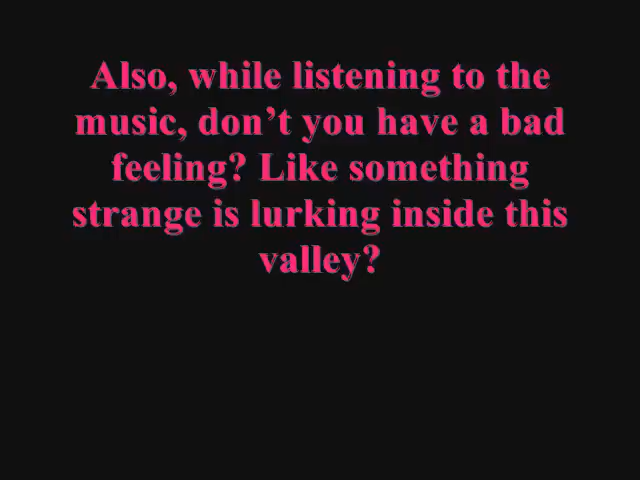 Also, while listening to the
music, don’t you have a bad
feeling? Like something
strange is lurking inside this
valley?